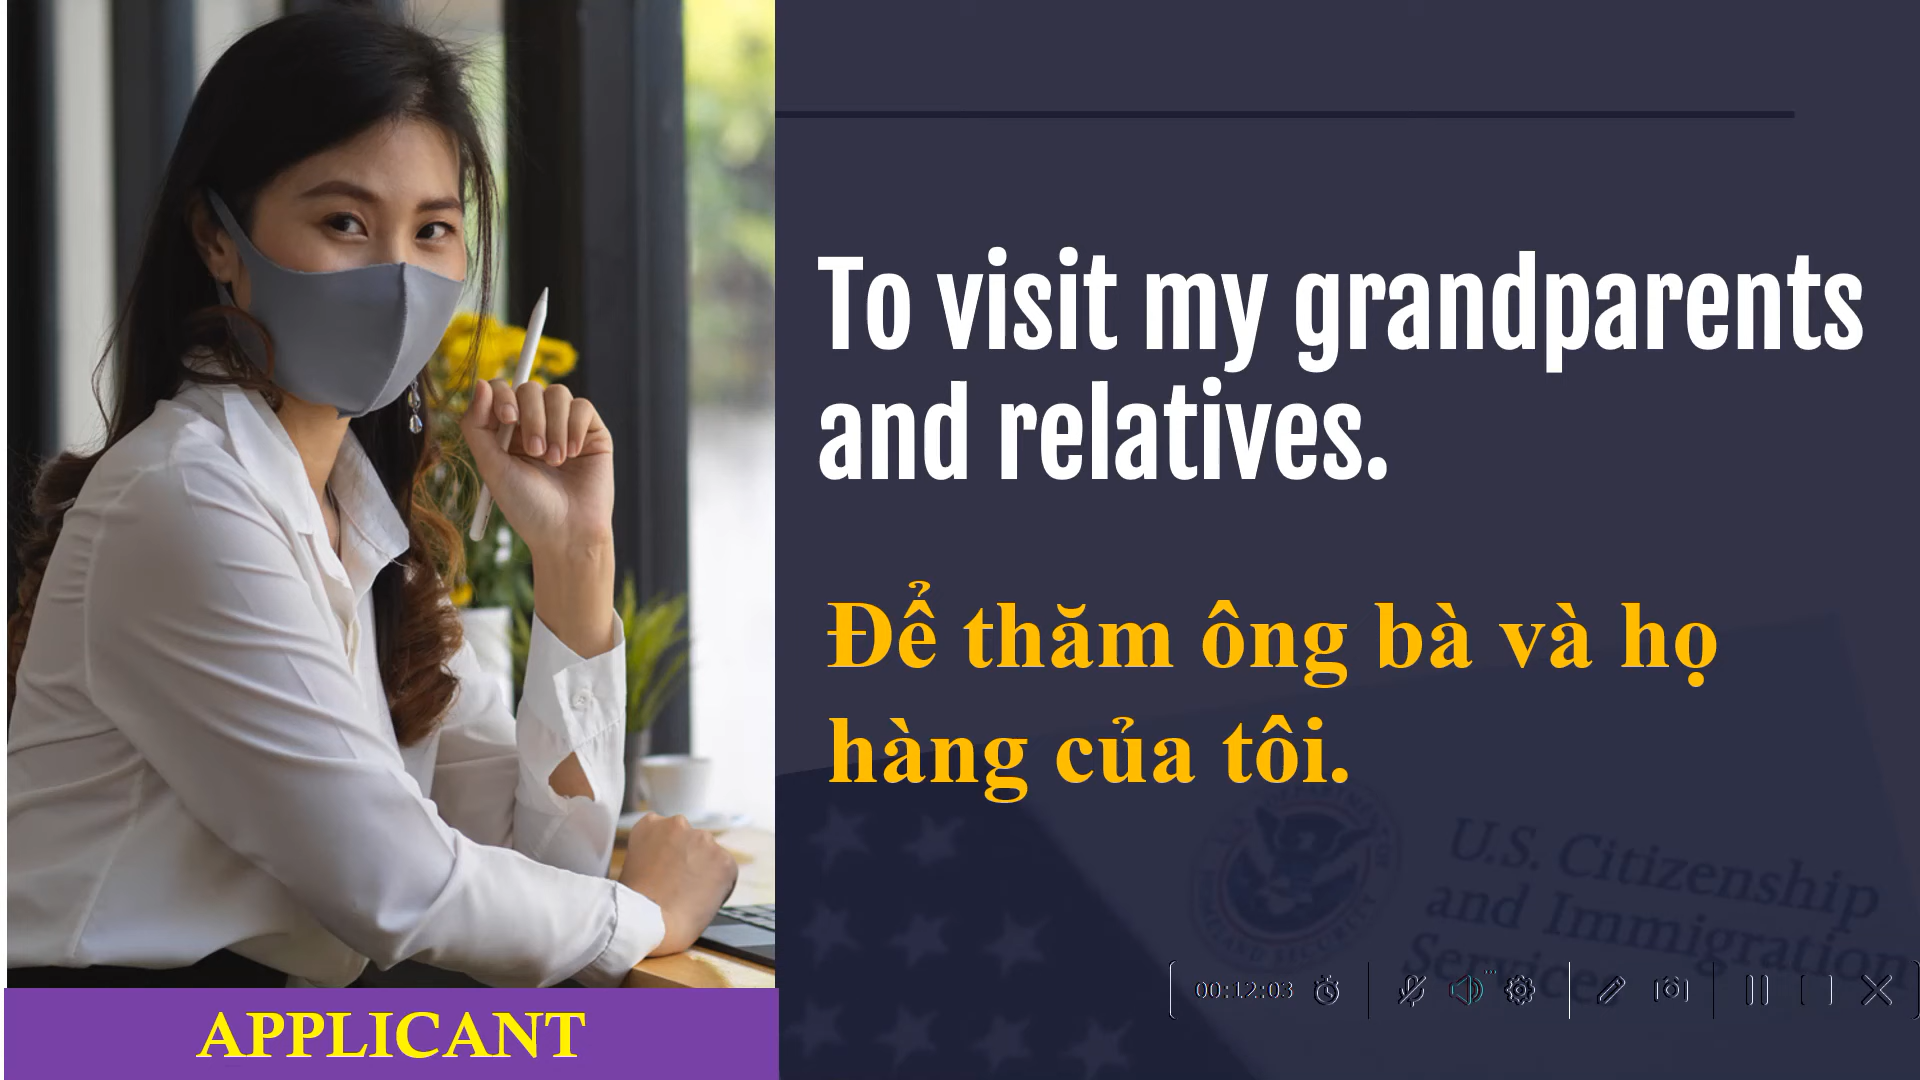 To visit my grandparents
and relatives.
Để thăm ông bà và họ
hàng của tôi.
U.S. Citizenship
and Immigration
Services
00:12:03
APPLICANT